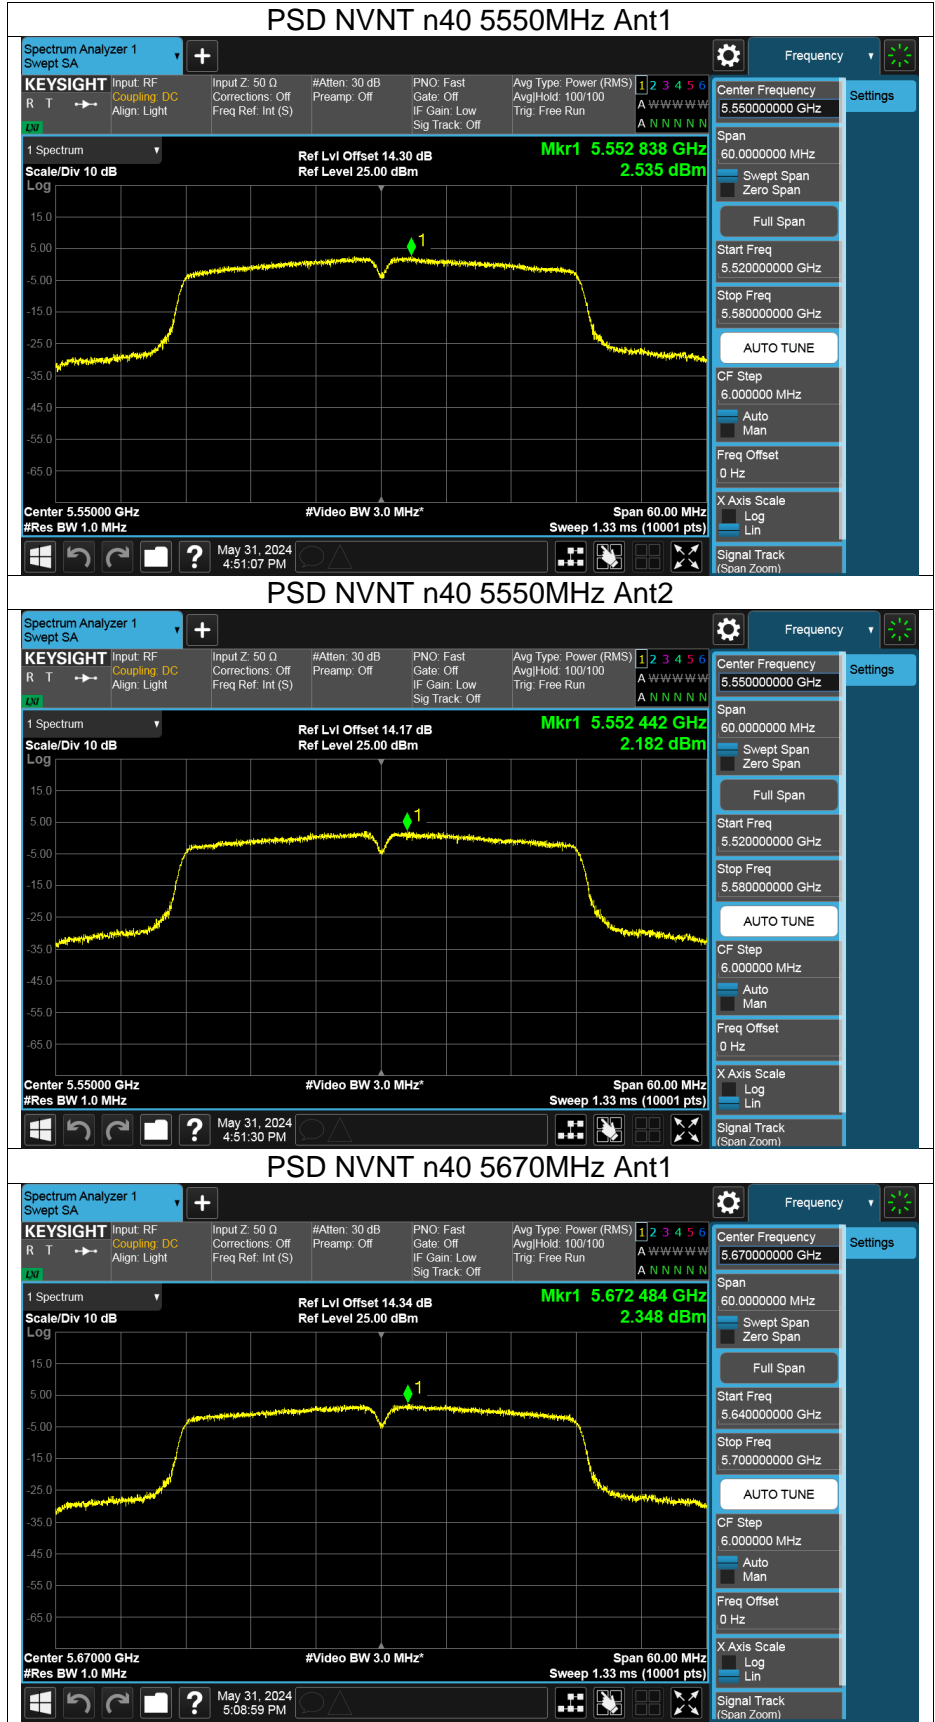 PSD NVNT n40 5550MHz Ant1
Spectrum Analyzer 1
Swept SA
+
Frequency
KEYSIGHT
R T
LXI
Input: RF
Coupling: DC
Align: Light
Input Z: 50 Ω
Corrections: Off
Freq Ref: Int (S)
#Atten: 30 dB
Preamp: Off
PNO: Fast
Gate: Off
IF Gain: Low
Sig Track: Off
Avg Type: Power (RMS)
Avg|Hold: 100/100
Trig: Free Run
1 2 3 4 5 6
A W W W W W
A N N N N N
1 Spectrum
Scale/Div 10 dB
Log
Ref Lvl Offset 14.30 dB
Ref Level 25.00 dBm
Mkr1 5.552 838 GHz
2.535 dBm
1
15.0
5.00
-5.00
-15.0
-25.0
-35.0
-45.0
-55.0
-65.0
Center 5.55000 GHz
#Res BW 1.0 MHz
#Video BW 3.0 MHz*
Span 60.00 MHz
Sweep 1.33 ms (10001 pts)
?
May 31, 2024
4:51:07 PM
Center Frequency
5.550000000 GHz
Span
60.0000000 MHz
Swept Span
Zero Span
Full Span
Start Freq
5.520000000 GHz
Stop Freq
5.580000000 GHz
AUTO TUNE
CF Step
6.000000 MHz
Auto
Man
Freq Offset
0 Hz
X Axis Scale
Log
Lin
Signal Track
(Span Zoom)
Settings
PSD NVNT n40 5550MHz Ant2
Spectrum Analyzer 1
Swept SA
+
Frequency
KEYSIGHT
R T
LXI
Input: RF
Coupling: DC
Align: Light
Input Z: 50 Ω
Corrections: Off
Freq Ref: Int (S)
#Atten: 30 dB
Preamp: Off
PNO: Fast
Gate: Off
IF Gain: Low
Sig Track: Off
Avg Type: Power (RMS)
Avg|Hold: 100/100
Trig: Free Run
1 2 3 4 5 6
A W W W W W
A N N N N N
1 Spectrum
Scale/Div 10 dB
Log
Ref Lvl Offset 14.17 dB
Ref Level 25.00 dBm
Mkr1 5.552 442 GHz
2.182 dBm
1
15.0
5.00
-5.00
-15.0
-25.0
-35.0
-45.0
-55.0
-65.0
Center 5.55000 GHz
#Res BW 1.0 MHz
#Video BW 3.0 MHz*
Span 60.00 MHz
Sweep 1.33 ms (10001 pts)
?
May 31, 2024
4:51:30 PM
Center Frequency
5.550000000 GHz
Span
60.0000000 MHz
Swept Span
Zero Span
Full Span
Start Freq
5.520000000 GHz
Stop Freq
5.580000000 GHz
AUTO TUNE
CF Step
6.000000 MHz
Auto
Man
Freq Offset
0 Hz
X Axis Scale
Log
Lin
Signal Track
(Span Zoom)
Settings
PSD NVNT n40 5670MHz Ant1
Spectrum Analyzer 1
Swept SA
+
Frequency
KEYSIGHT
R T
LXI
Input: RF
Coupling: DC
Align: Light
Input Z: 50 Ω
Corrections: Off
Freq Ref: Int (S)
#Atten: 30 dB
Preamp: Off
PNO: Fast
Gate: Off
IF Gain: Low
Sig Track: Off
Avg Type: Power (RMS)
Avg|Hold: 100/100
Trig: Free Run
1 2 3 4 5 6
A W W W W W
A N N N N N
1 Spectrum
Scale/Div 10 dB
Log
Ref Lvl Offset 14.34 dB
Ref Level 25.00 dBm
Mkr1 5.672 484 GHz
2.348 dBm
1
15.0
5.00
-5.00
-15.0
-25.0
-35.0
-45.0
-55.0
-65.0
Center 5.67000 GHz
#Res BW 1.0 MHz
#Video BW 3.0 MHz*
Span 60.00 MHz
Sweep 1.33 ms (10001 pts)
?
May 31, 2024
5:08:59 PM
Center Frequency
5.670000000 GHz
Span
60.0000000 MHz
Swept Span
Zero Span
Full Span
Start Freq
5.640000000 GHz
Stop Freq
5.700000000 GHz
AUTO TUNE
CF Step
6.000000 MHz
Auto
Man
Freq Offset
0 Hz
X Axis Scale
Log
Lin
Signal Track
(Span Zoom)
Settings